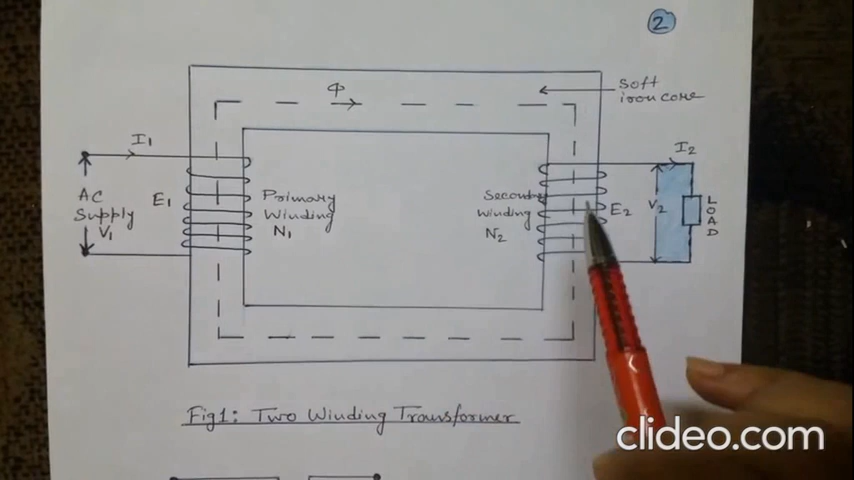 2
Φ
Soft
iron core
I1
I2
AC
Supply
V1
E1
Primary
Winding
N1
Secondary
Winding
N2
E2
V2
LOAD
Fig1: Two Winding Transformer
clideo.com